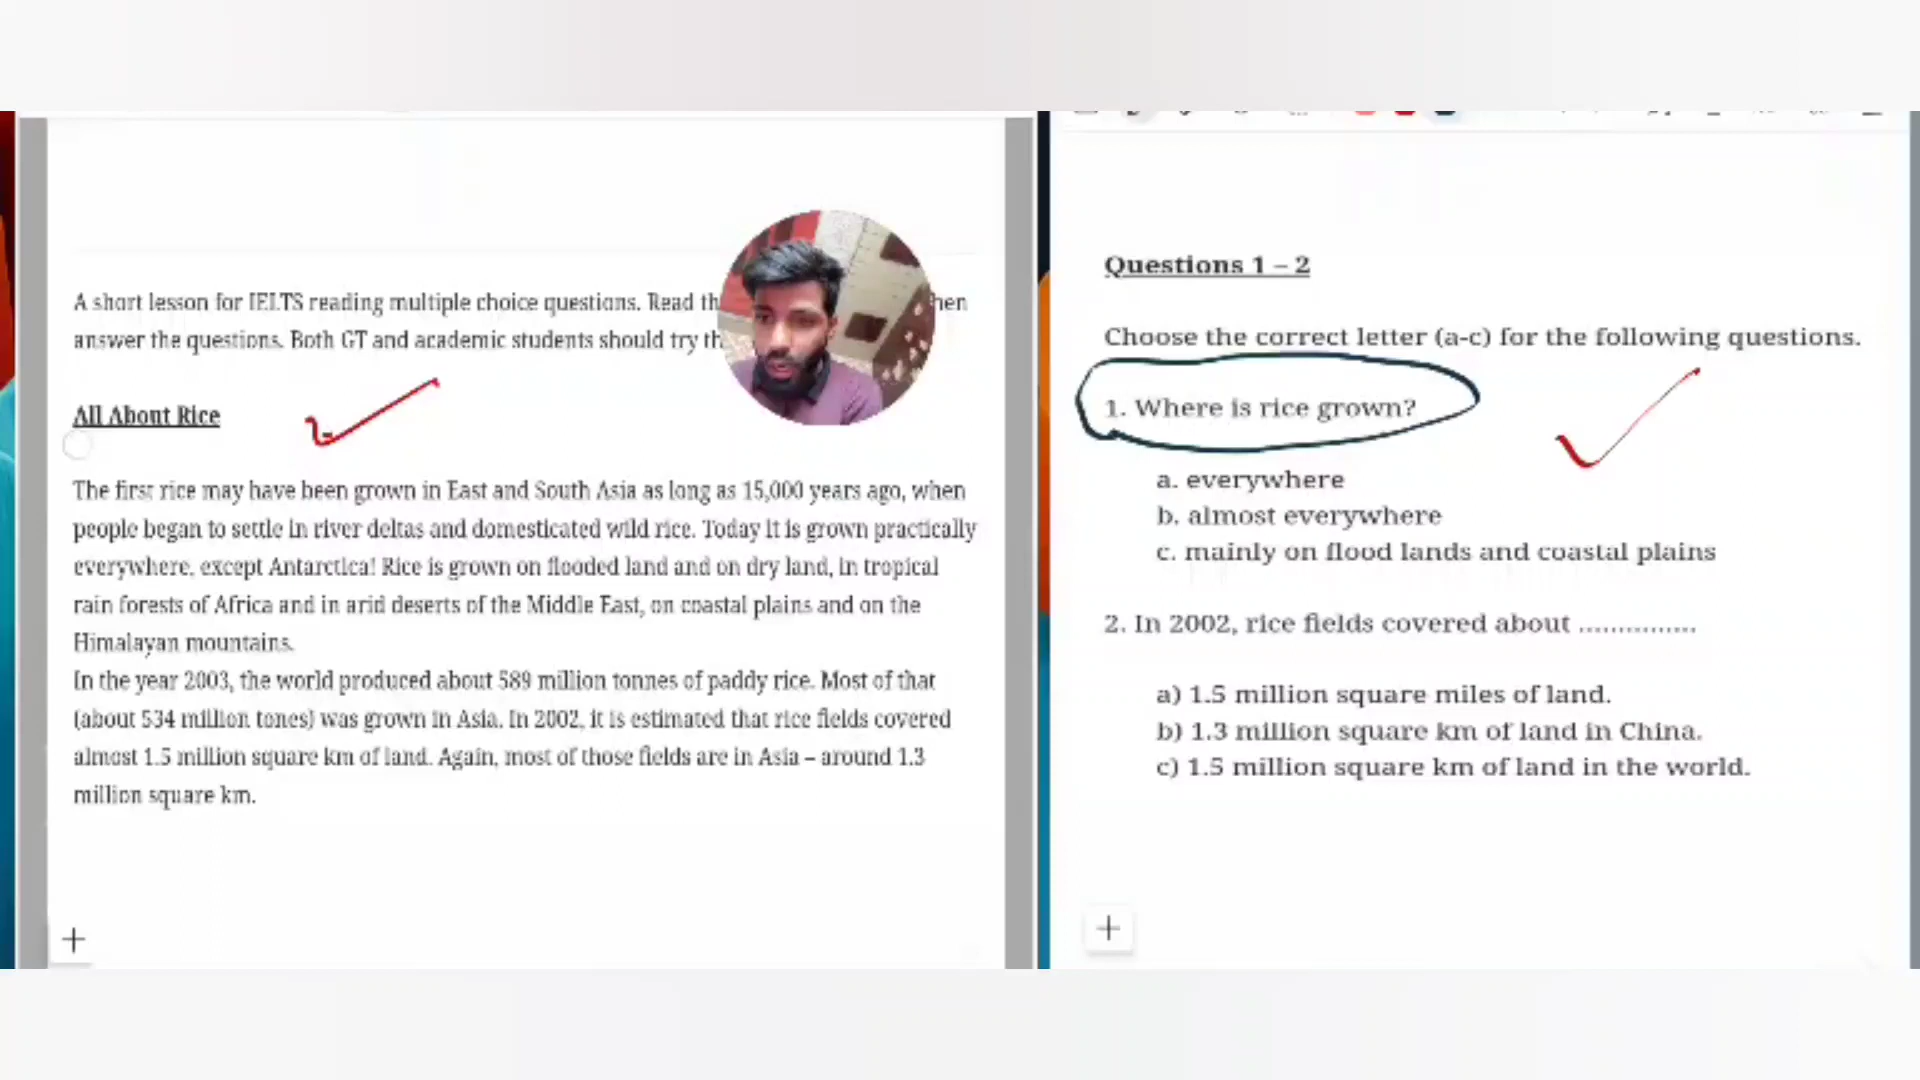 A short lesson for IELTS reading multiple choice questions. Read
answer the questions. Both GT and academic students should try
All About Rice
The first rice may have been grown in East and South Asia as long as 15,000 years ago, when
people began to settle in river deltas and domesticated wild rice. Today it is grown practically
everywhere, except Antarctica! Rice is grown on flooded land and on dry land, in tropical
rain forests of Africa and in arid deserts of the Middle East, on coastal plains and on the
Himalayan mountains.
In the year 2003, the world produced about 589 million tonnes of paddy rice. Most of that
(about 534 million tones) was grown in Asia. In 2002, it is estimated that rice fields covered
almost 1.5 million square km of land. Again, most of those fields are in Asia – around 1.3
million square km.
Questions 1 – 2
Choose the correct letter (a-c) for the following questions.
1. Where is rice grown?
a. everywhere
b. almost everywhere
c. mainly on flood lands and coastal plains
2. In 2002, rice fields covered about ...............
a) 1.5 million square miles of land.
b) 1.3 million square km of land in China.
c) 1.5 million square km of land in the world.